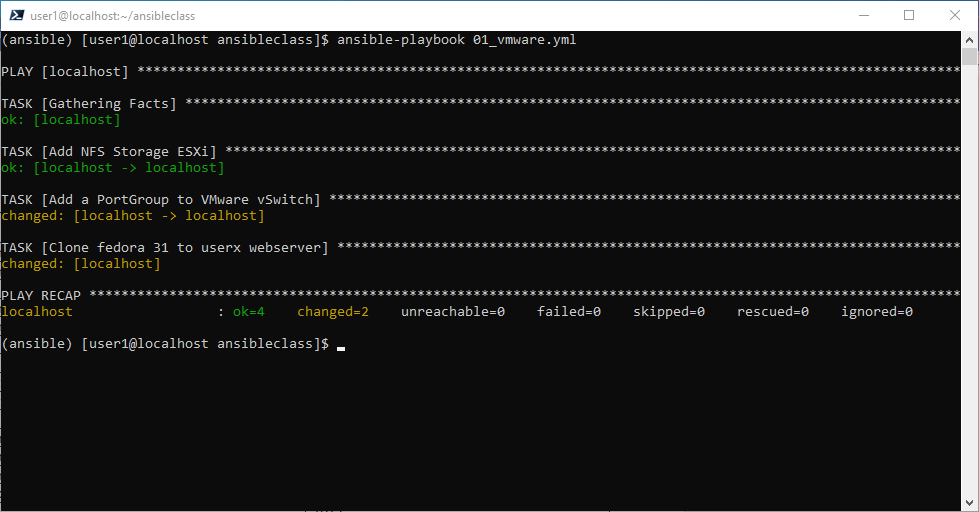 user1@localhost:~/ansibleclass
(ansible) [user1@localhost ansibleclass]$ ansible-playbook 01_vmware.yml
PLAY [localhost] *******************************************************************************************************
TASK [Gathering Facts] *************************************************************************************************
ok: [localhost]
TASK [Add NFS Storage ESXi] ********************************************************************************************
ok: [localhost -> localhost]
TASK [Add a PortGroup to VMware vSwitch] *******************************************************************************
changed: [localhost -> localhost]
TASK [Clone fedora 31 to userx webserver] ******************************************************************************
changed: [localhost]
PLAY RECAP *************************************************************************************************************
localhost                  : ok=4    changed=2    unreachable=0    failed=0    skipped=0    rescued=0    ignored=0
(ansible) [user1@localhost ansibleclass]$